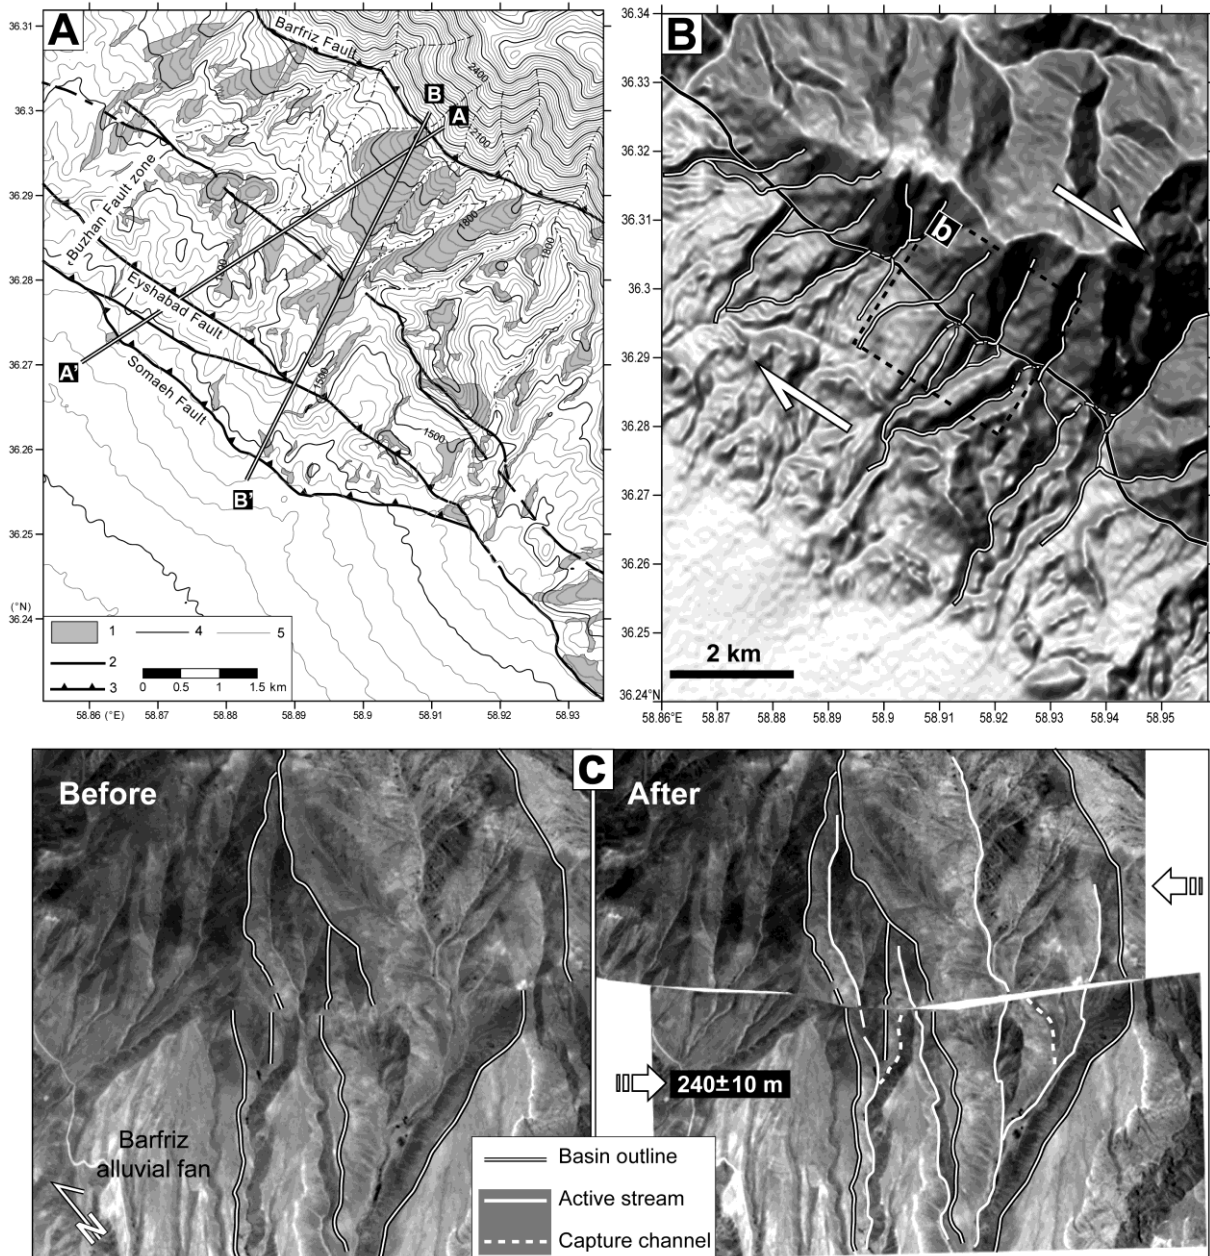 A
36.31
36.3
36.29
36.28
36.27
36.26
36.25
(°N)
36.24
Barfriz Fault
2400
B
A
2100
1800
1800
Buzhan Fault zone
Eyshabad Fault
A'
Somaeh Fault
1500
1500
B'
1
4
5
2
3
0 0.5 1 1.5 km
58.86 (°E) 58.87 58.88 58.89 58.9 58.91 58.92 58.93
B
36.34
36.33
36.32
36.31
36.3
36.29
36.28
36.27
36.26
36.25
36.24°N
b
2 km
58.86°E 58.87 58.88 58.89 58.9 58.91 58.92 58.93 58.94 58.95
C
Before
After
240±10 m
Barfriz
alluvial fan
N
Basin outline
Active stream
Capture channel